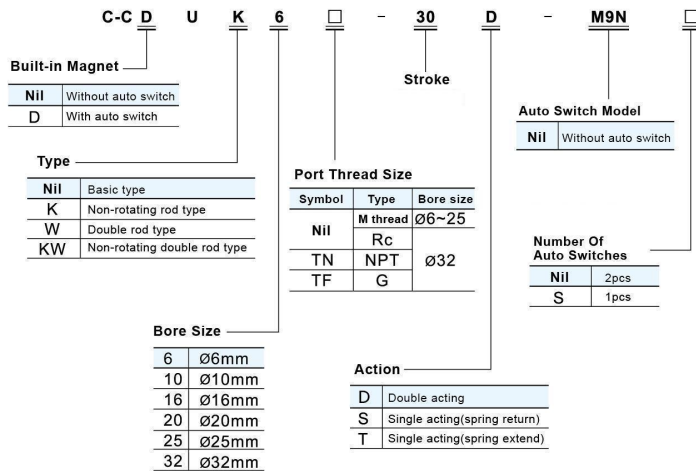 C-C D U K 6 □ - 30 D - M9N □
Built-in Magnet
Nil Without auto switch
D With auto switch
Stroke
Auto Switch Model
Nil Without auto switch
Type
Nil Basic type
K Non-rotating rod type
W Double rod type
KW Non-rotating double rod type
Port Thread Size
Symbol Type Bore size
Nil M thread Ø6~25
Rc Ø32
TN NPT
TF G
Number Of
Auto Switches
Nil 2pcs
S 1pcs
Bore Size
6 Ø6mm
10 Ø10mm
16 Ø16mm
20 Ø20mm
25 Ø25mm
32 Ø32mm
Action
D Double acting
S Single acting(spring return)
T Single acting(spring extend)